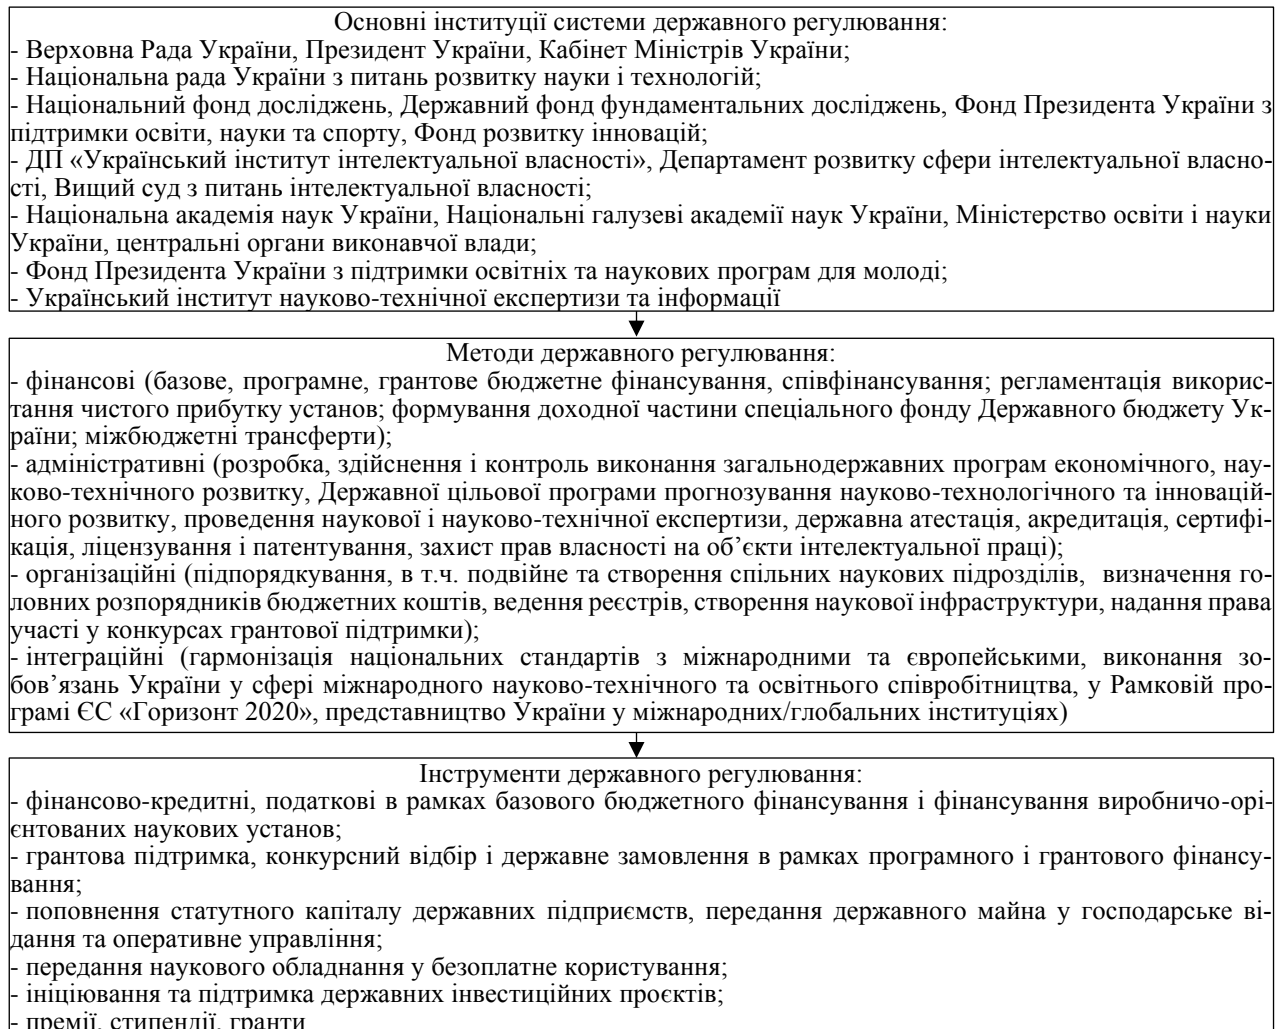 Основні інституції системи державного регулювання:
- Верховна Рада України, Президент України, Кабінет Міністрів України;
- Національна рада України з питань розвитку науки і технологій;
- Національний фонд досліджень, Державний фонд фундаментальних досліджень, Фонд Президента України з
підтримки освіти, науки та спорту, Фонд розвитку інновацій;
- ДП «Український інститут інтелектуальної власності», Департамент розвитку сфери інтелектуальної власно-
сті, Вищий суд з питань інтелектуальної власності;
- Національна академія наук України, Національні галузеві академії наук України, Міністерство освіти і науки
України, центральні органи виконавчої влади;
- Фонд Президента України з підтримки освітніх та наукових програм для молоді;
- Український інститут науково-технічної експертизи та інформації
Методи державного регулювання:
- фінансові (базове, програмне, грантове бюджетне фінансування, співфінансування; регламентація викорис-
тання чистого прибутку установ; формування доходної частини спеціального фонду Державного бюджету Ук-
раїни; міжбюджетні трансферти);
- адміністративні (розробка, здійснення і контроль виконання загальнодержавних програм економічного, нау-
ково-технічного розвитку, Державної цільової програми прогнозування науково-технологічного та інновацій-
ного розвитку, проведення наукової і науково-технічної експертизи, державна атестація, акредитація, сертифі-
кація, ліцензування і патентування, захист прав власності на об’єкти інтелектуальної праці);
- організаційні (підпорядкування, в т.ч. подвійне та створення спільних наукових підрозділів, визначення го-
ловних розпорядників бюджетних коштів, ведення реєстрів, створення наукової інфраструктури, надання права
участі у конкурсах грантової підтримки);
- інтеграційні (гармонізація національних стандартів з міжнародними та європейськими, виконання зо-
бов’язань України у сфері міжнародного науково-технічного та освітнього співробітництва, у Рамковій про-
грамі ЄС «Горизонт 2020», представництво України у міжнародних/глобальних інституціях)
Інструменти державного регулювання:
- фінансово-кредитні, податкові в рамках базового бюджетного фінансування і фінансування виробничо-орі-
єнтованих наукових установ;
- грантова підтримка, конкурсний відбір і державне замовлення в рамках програмного і грантового фінансу-
вання;
- поповнення статутного капіталу державних підприємств, передання державного майна у господарське ві-
дання та оперативне управління;
- передання наукового обладнання у безоплатне користування;
- ініціювання та підтримка державних інвестиційних проєктів;
- премії, стипендії, гранти